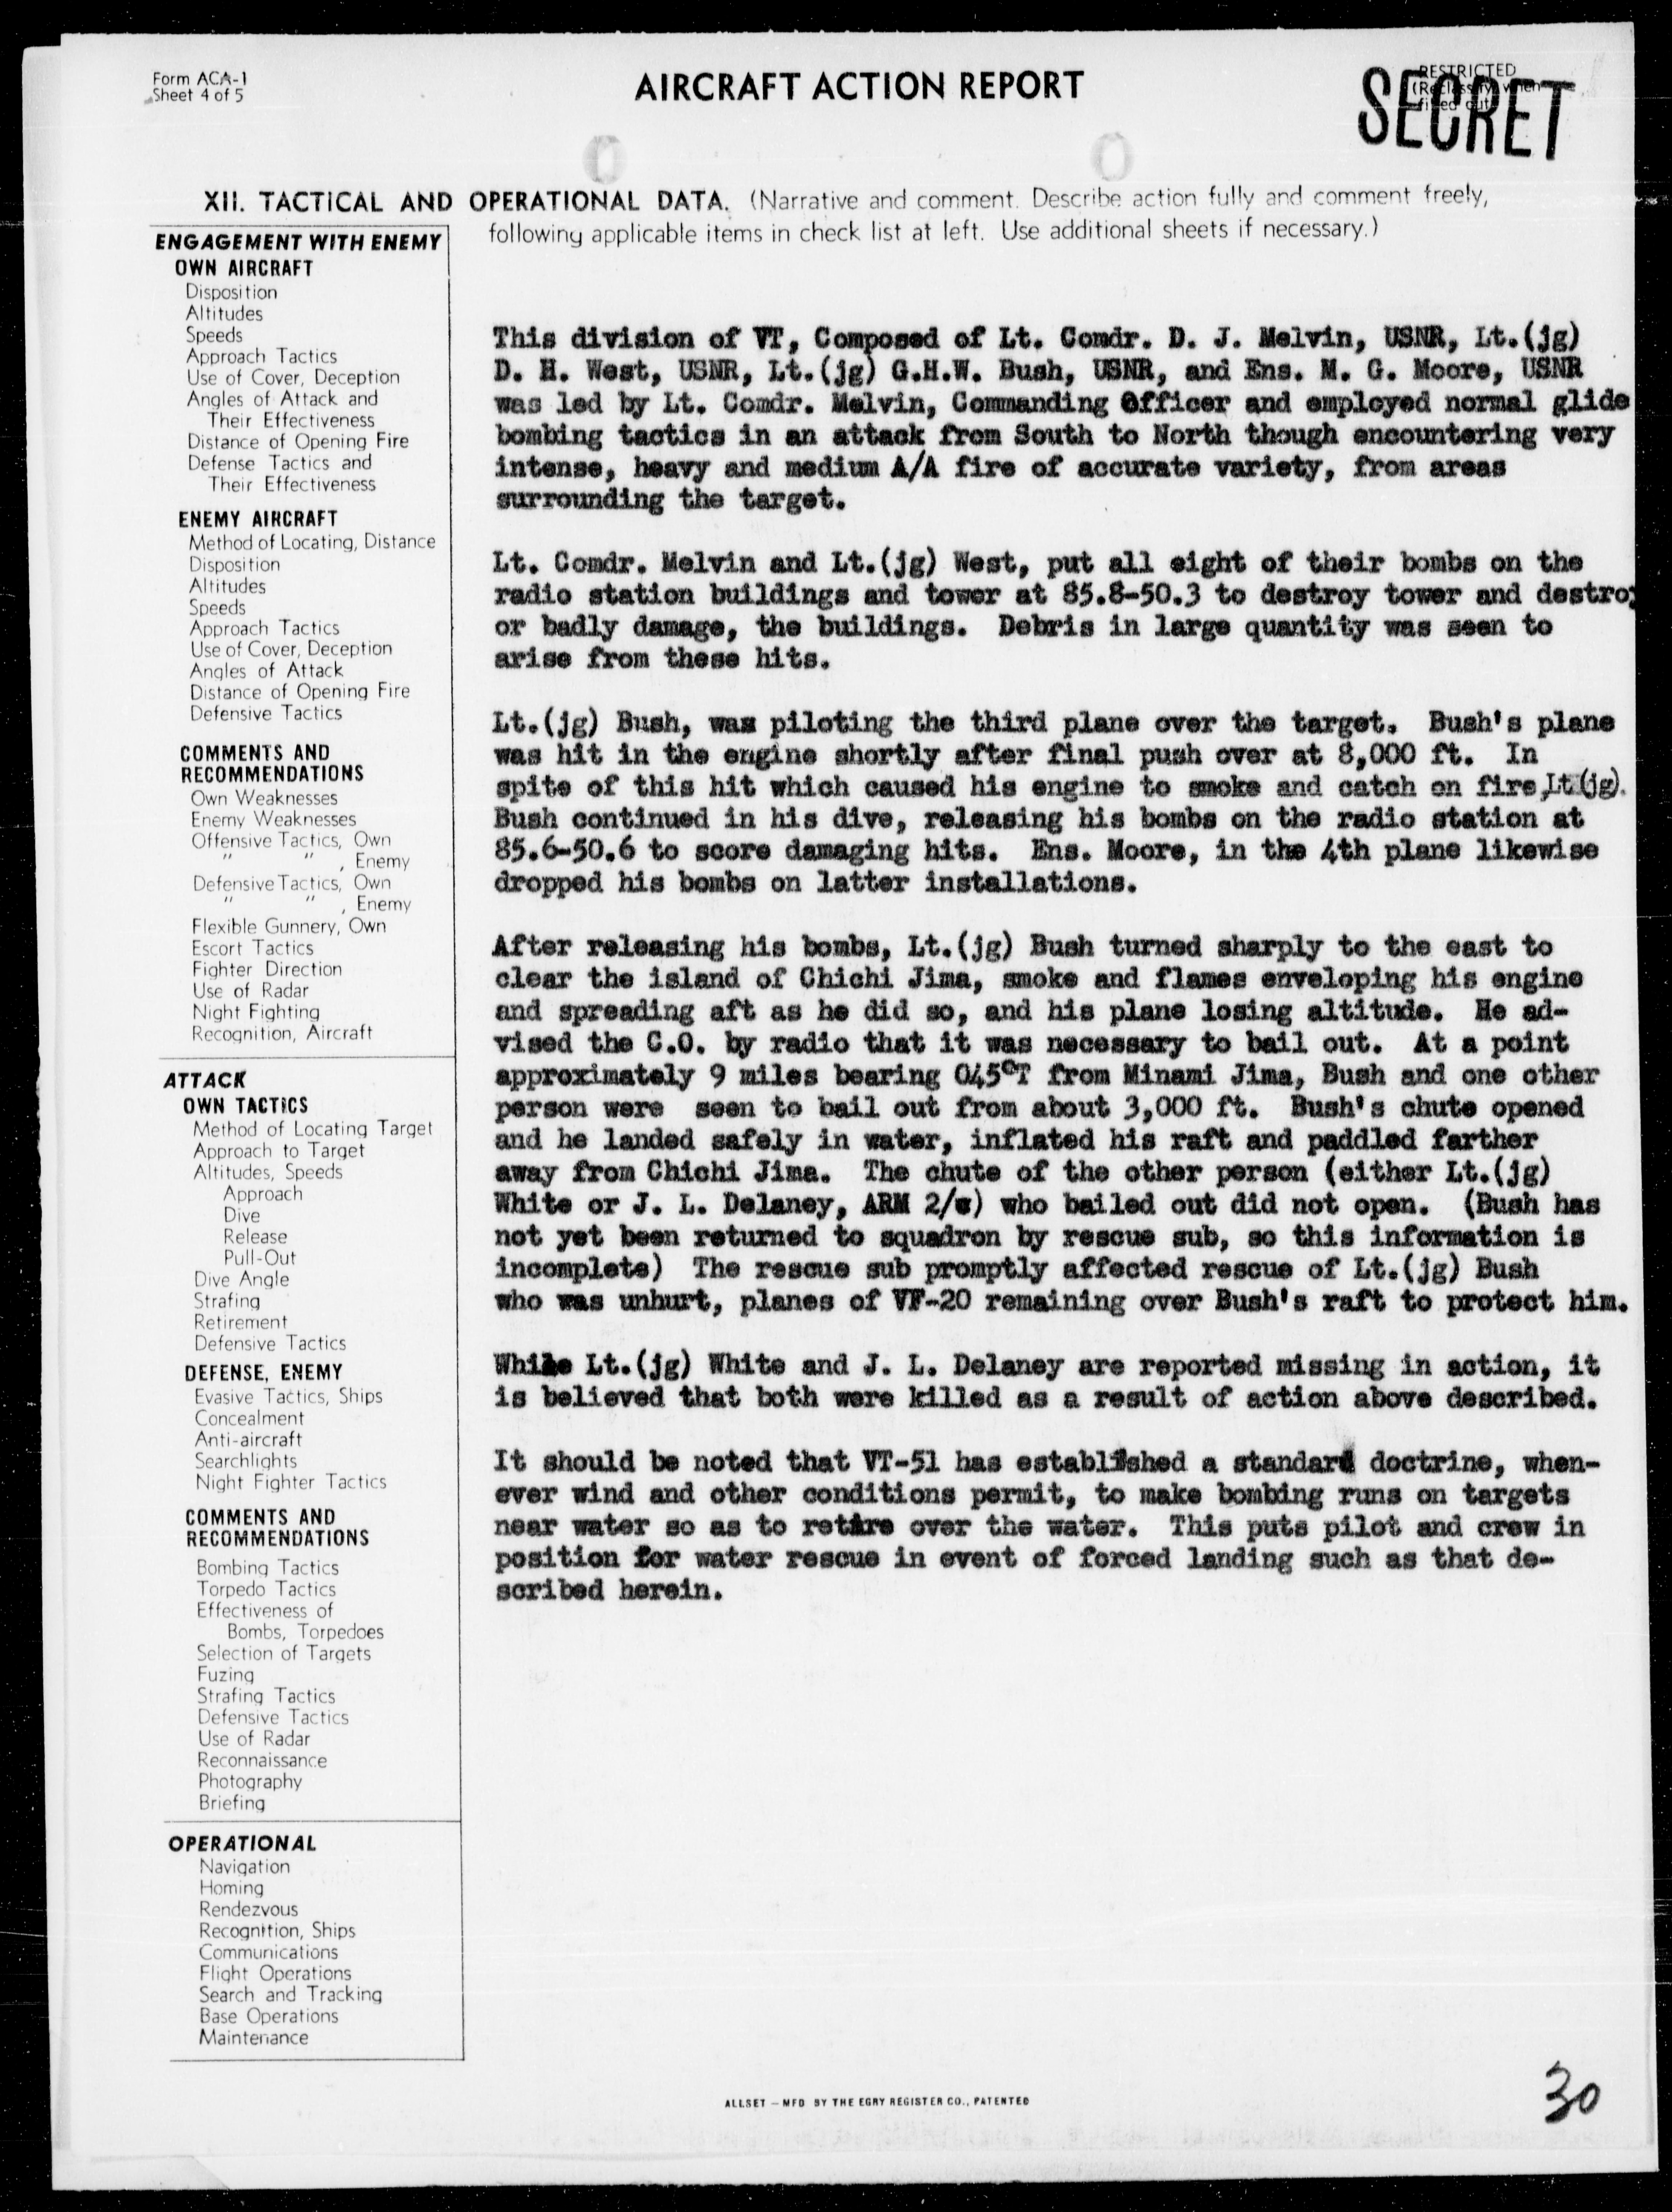 Form ACA-1
Sheet 4 of 5
AIRCRAFT ACTION REPORT
RESTRICTED
(Reclassify when
filled out)
SECRET
XII. TACTICAL AND OPERATIONAL DATA. (Narrative and comment. Describe action fully and comment freely,
following applicable items in check list at left. Use additional sheets if necessary.)
ENGAGEMENT WITH ENEMY
OWN AIRCRAFT
Disposition
Altitudes
Speeds
Approach Tactics
Use of Cover, Deception
Angles of Attack and
Their Effectiveness
Distance of Opening Fire
Defense Tactics and
Their Effectiveness
ENEMY AIRCRAFT
Method of Locating, Distance
Disposition
Altitudes
Speeds
Approach Tactics
Use of Cover, Deception
Angles of Attack
Distance of Opening Fire
Defensive Tactics
COMMENTS AND
RECOMMENDATIONS
Own Weaknesses
Enemy Weaknesses
Offensive Tactics, Own
" " , Enemy
Defensive Tactics, Own
" " , Enemy
Flexible Gunnery, Own
Escort Tactics
Fighter Direction
Use of Radar
Night Fighting
Recognition, Aircraft
ATTACK
OWN TACTICS
Method of Locating Target
Approach to Target
Altitudes, Speeds
Approach
Dive
Release
Pull-Out
Dive Angle
Strafing
Retirement
Defensive Tactics
DEFENSE, ENEMY
Evasive Tactics, Ships
Concealment
Anti-aircraft
Searchlights
Night Fighter Tactics
COMMENTS AND
RECOMMENDATIONS
Bombing Tactics
Torpedo Tactics
Effectiveness of
Bombs, Torpedoes
Selection of Targets
Fuzing
Strafing Tactics
Defensive Tactics
Use of Radar
Reconnaissance
Photography
Briefing
OPERATIONAL
Navigation
Homing
Rendezvous
Recognition, Ships
Communications
Flight Operations
Search and Tracking
Base Operations
Maintenance
This division of VT, Composed of Lt. Comdr. D. J. Melvin, USNR, Lt.(jg)
D. H. West, USNR, Lt.(jg) G.H.W. Bush, USNR, and Ens. M. G. Moore, USNR
was led by Lt. Comdr. Melvin, Commanding Officer and employed normal glide
bombing tactics in an attack from South to North though encountering very
intense, heavy and medium A/A fire of accurate variety, from areas
surrounding the target.
Lt. Comdr. Melvin and Lt.(jg) West, put all eight of their bombs on the
radio station buildings and tower at 85.8-50.3 to destroy tower and destroy
or badly damage, the buildings. Debris in large quantity was seen to
arise from these hits.
Lt.(jg) Bush, was piloting the third plane over the target. Bush's plane
was hit in the engine shortly after final push over at 8,000 ft. In
spite of this hit which caused his engine to smoke and catch on fire, Lt(jg).
Bush continued in his dive, releasing his bombs on the radio station at
85.6-50.6 to score damaging hits. Ens. Moore, in the 4th plane likewise
dropped his bombs on latter installations.
After releasing his bombs, Lt.(jg) Bush turned sharply to the east to
clear the island of Chichi Jima, smoke and flames enveloping his engine
and spreading aft as he did so, and his plane losing altitude. He ad-
vised the C.O. by radio that it was necessary to bail out. At a point
approximately 9 miles bearing 045°T from Minami Jima, Bush and one other
person were seen to bail out from about 3,000 ft. Bush's chute opened
and he landed safely in water, inflated his raft and paddled farther
away from Chichi Jima. The chute of the other person (either Lt.(jg)
White or J. L. Delaney, ARM 2/c) who bailed out did not open. (Bush has
not yet been returned to squadron by rescue sub, so this information is
incomplete) The rescue sub promptly affected rescue of Lt.(jg) Bush
who was unhurt, planes of VF-20 remaining over Bush's raft to protect him.
While Lt.(jg) White and J. L. Delaney are reported missing in action, it
is believed that both were killed as a result of action above described.
It should be noted that VT-51 has established a standard doctrine, when-
ever wind and other conditions permit, to make bombing runs on targets
near water so as to retire over the water. This puts pilot and crew in
position for water rescue in event of forced landing such as that de-
scribed herein.
ALLSET — MFD BY THE EGRY REGISTER CO., PATENTED
30